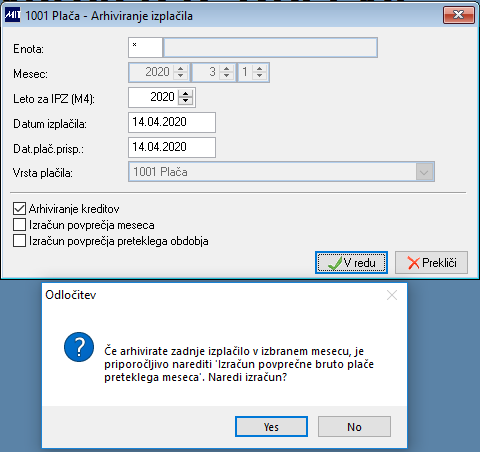 MIT 1001 Plača - Arhiviranje izplačila
Enota: *
Mesec: 2020 3 1
Leto za IPZ (M4): 2020
Datum izplačila: 14.04.2020
Dat.plač.prisp.: 14.04.2020
Vrsta plačila: 1001 Plača
Arhiviranje kreditov
Izračun povprečja meseca
Izračun povprečja preteklega obdobja
V redu Prekliči
Odločitev
Če arhivirate zadnje izplačilo v izbranem mesecu, je
priporočljivo narediti 'Izračun povprečne bruto plače
preteklega meseca'. Naredi izračun?
Yes No